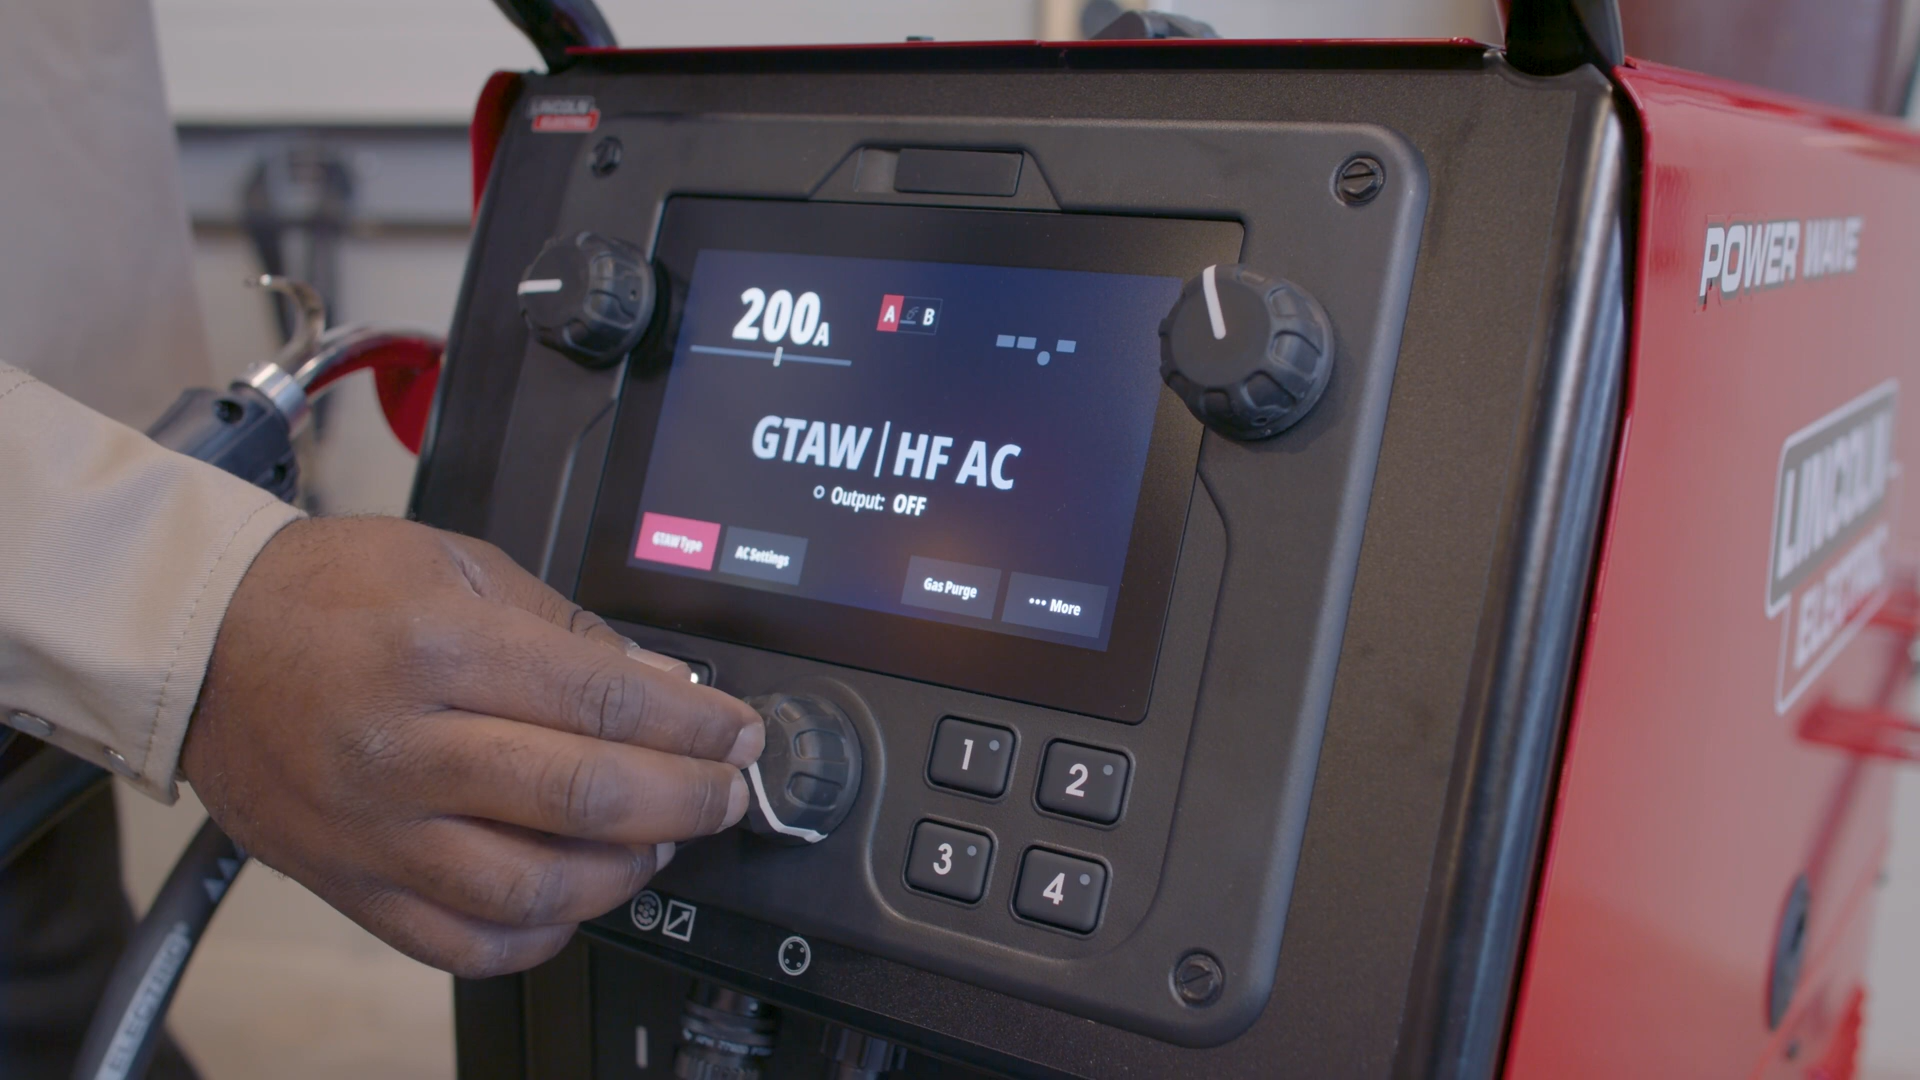 LINCOLN
ELECTRIC
POWER WAVE
200A
A B
GTAW | HF AC
Output: OFF
GTAW Type
AC Settings
Gas Purge
••• More
1
2
3
4
LINCOLN
ELECTRIC
ELECTRIC